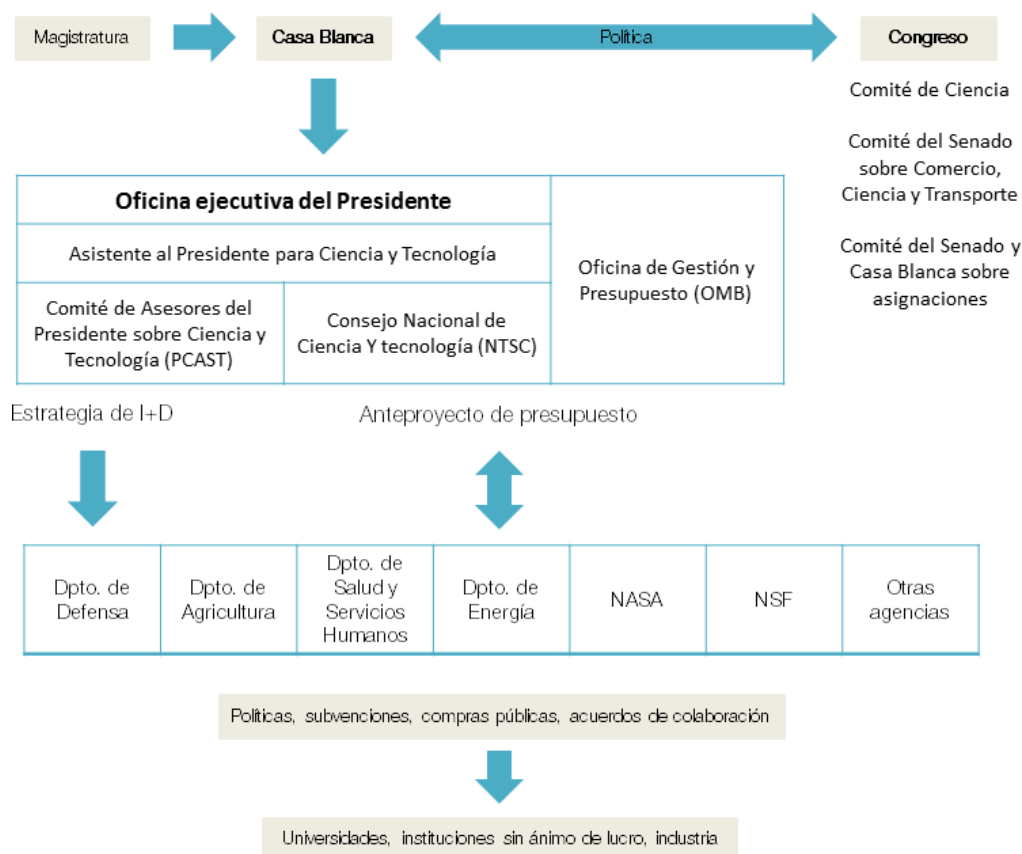 Magistratura
Casa Blanca
Política
Congreso
Comité de Ciencia
Comité del Senado
sobre Comercio,
Ciencia y Transporte
Comité del Senado y
Casa Blanca sobre
asignaciones
Oficina ejecutiva del Presidente
Asistente al Presidente para Ciencia y Tecnología
Comité de Asesores del
Presidente sobre Ciencia y
Tecnología (PCAST)
Consejo Nacional de
Ciencia Y tecnología (NTSC)
Oficina de Gestión y
Presupuesto (OMB)
Estrategia de I+D
Anteproyecto de presupuesto
Dpto. de
Defensa
Dpto. de
Agricultura
Dpto. de
Salud y
Servicios
Humanos
Dpto. de
Energía
NASA
NSF
Otras
agencias
Políticas, subvenciones, compras públicas, acuerdos de colaboración
Universidades, instituciones sin ánimo de lucro, industria